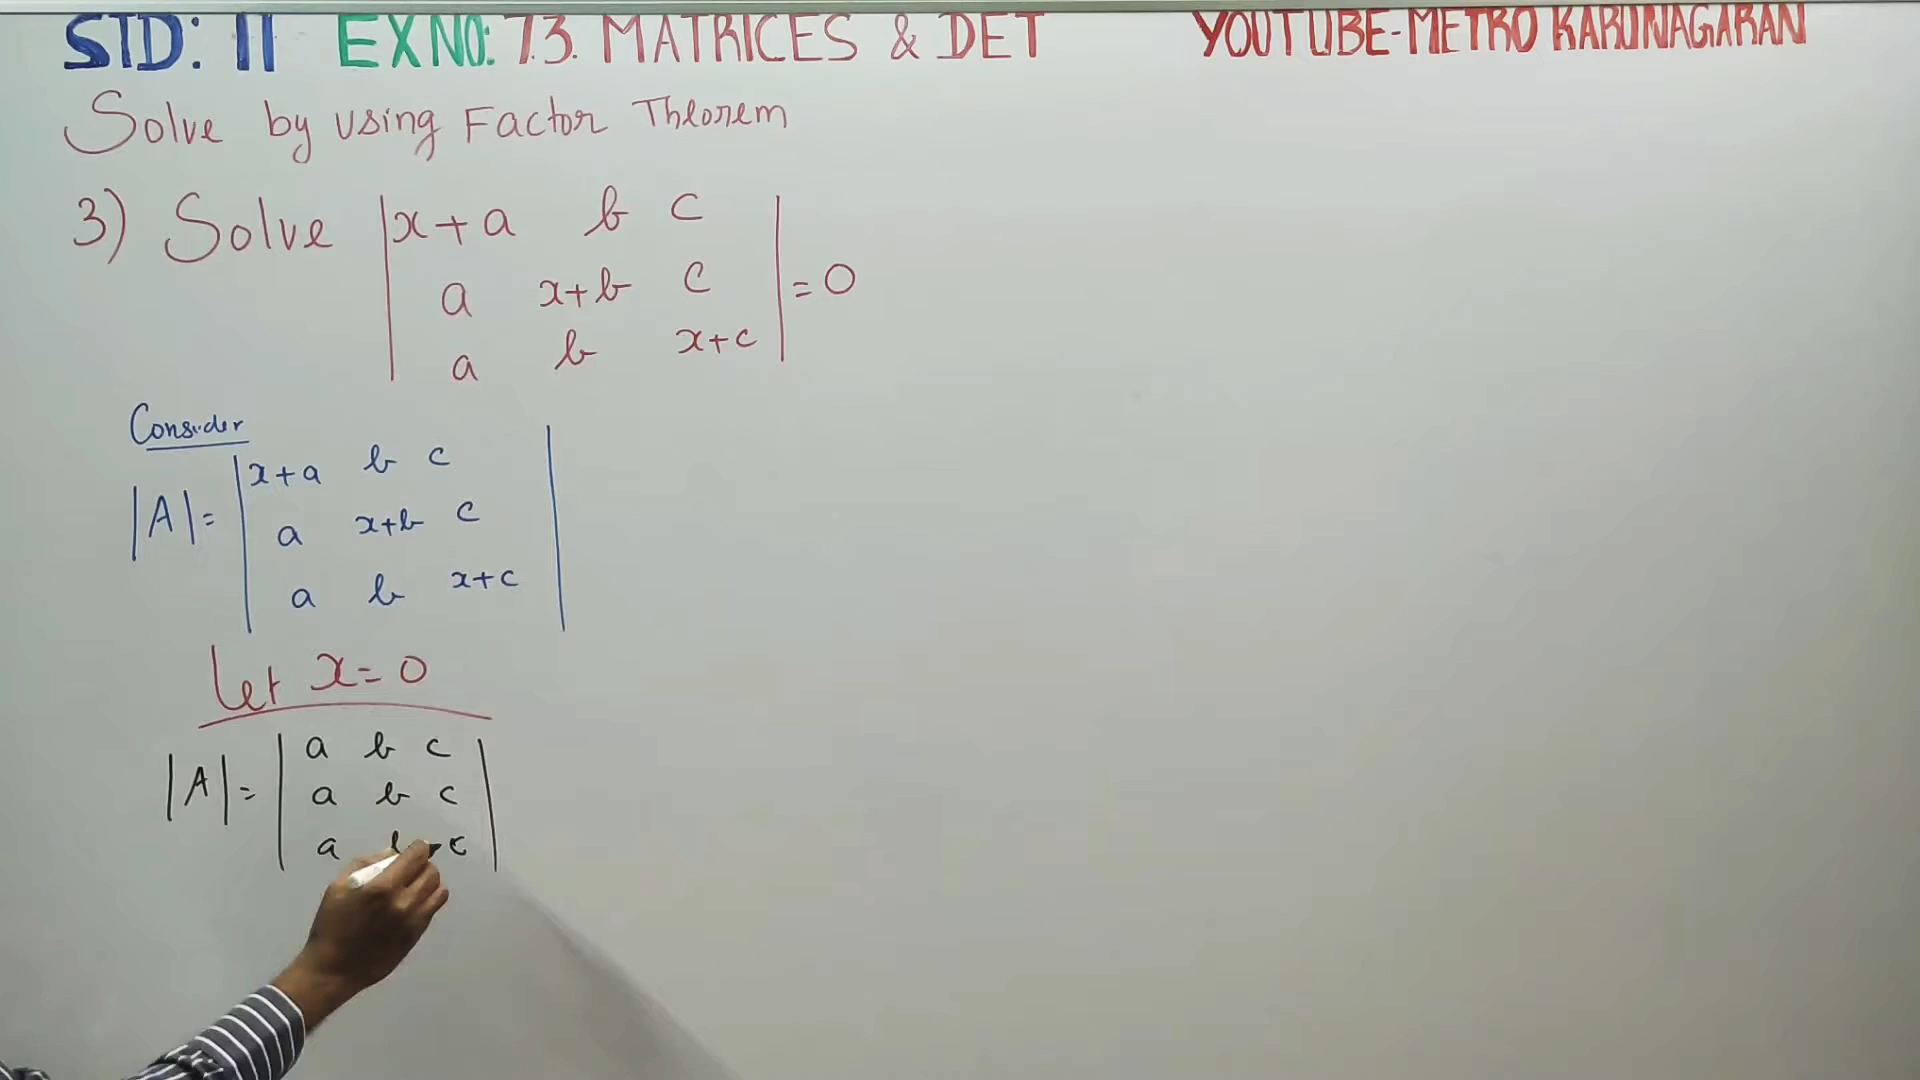 STD: 11 EX NO: 7.3. MATRICES & DET YOUTUBE-METRO KARUNAGARAN
Solve by using Factor Theorem
3) Solve |x+a b c|
|a x+b c| = 0
|a b x+c|
Consider
|x+a b c|
|A| = |a x+b c|
|a b x+c|
Let x = 0
|a b c|
|A| = |a b c|
|a b c|